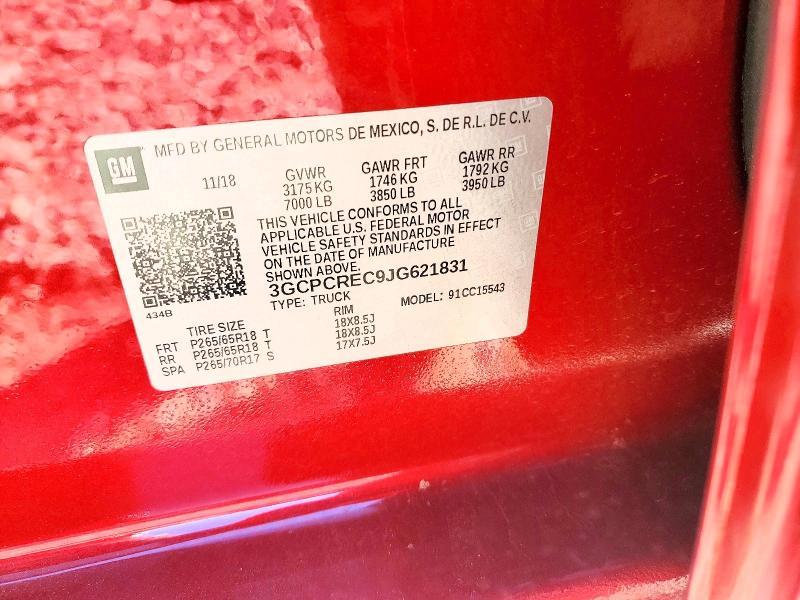 GM
MFD BY GENERAL MOTORS DE MEXICO, S. DE R.L. DE C.V.
11/18 GVWR GAWR FRT GAWR RR
3175 KG 1746 KG 1792 KG
7000 LB 3850 LB 3950 LB
THIS VEHICLE CONFORMS TO ALL
APPLICABLE U.S. FEDERAL MOTOR
VEHICLE SAFETY STANDARDS IN EFFECT
ON THE DATE OF MANUFACTURE
SHOWN ABOVE.
434B
3GCPCREC9JG621831
TYPE: TRUCK MODEL: 91CC15543
TIRE SIZE RIM
FRT P265/65R18 T 18X8.5J
RR P265/65R18 T 18X8.5J
SPA P265/70R17 S 17X7.5J